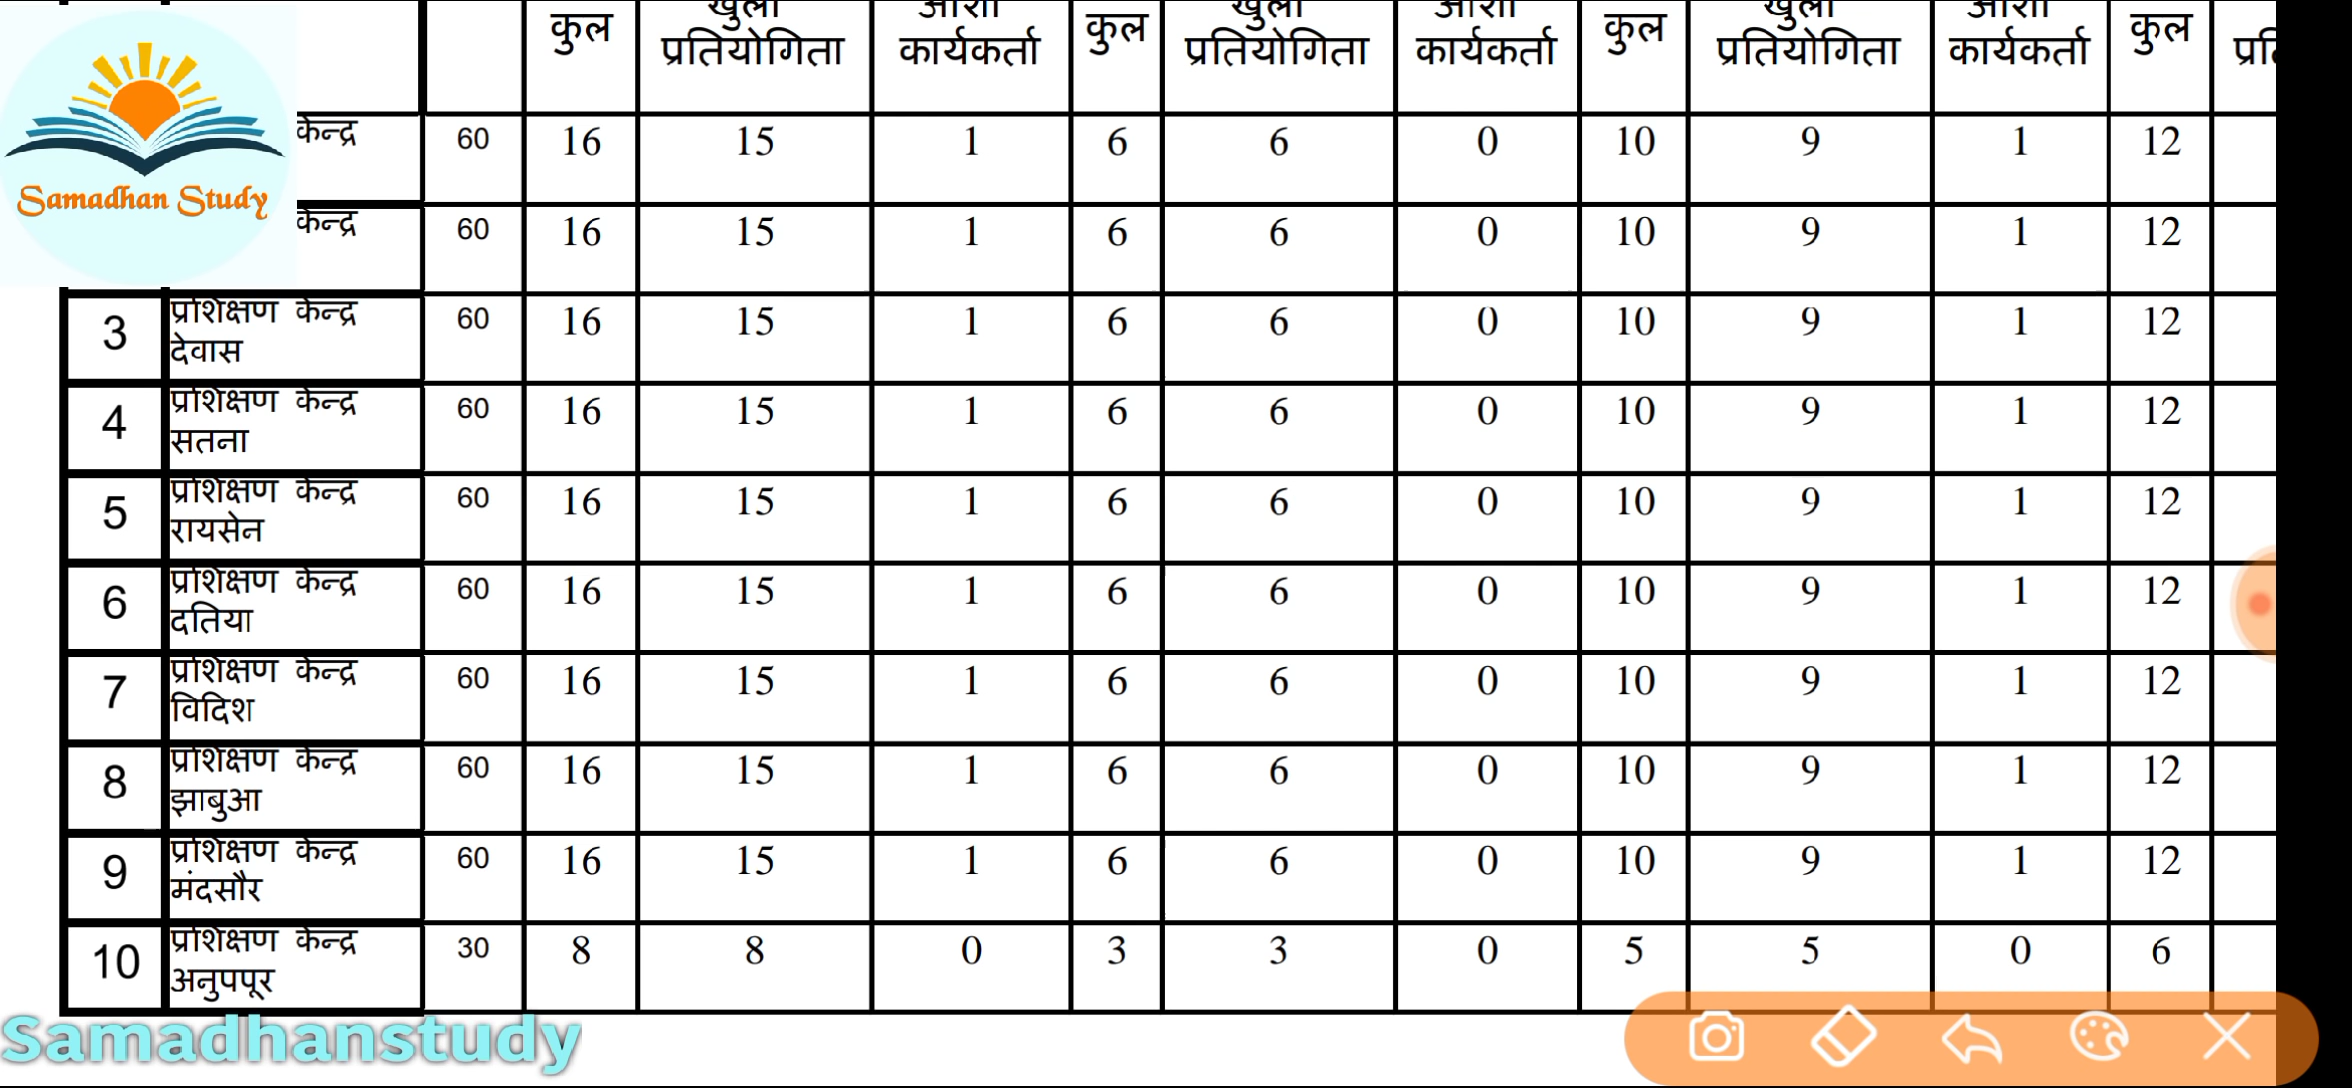 कुल खुला प्रतियोगिता आशा कार्यकर्ता कुल खुला प्रतियोगिता आशा कार्यकर्ता कुल खुला प्रतियोगिता आशा कार्यकर्ता कुल
Samadhan Study
केन्द्र 60 16 15 1 6 6 0 10 9 1 12
केन्द्र 60 16 15 1 6 6 0 10 9 1 12
3 प्रशिक्षण केन्द्र देवास 60 16 15 1 6 6 0 10 9 1 12
4 प्रशिक्षण केन्द्र सतना 60 16 15 1 6 6 0 10 9 1 12
5 प्रशिक्षण केन्द्र रायसेन 60 16 15 1 6 6 0 10 9 1 12
6 प्रशिक्षण केन्द्र दतिया 60 16 15 1 6 6 0 10 9 1 12
7 प्रशिक्षण केन्द्र विदिश 60 16 15 1 6 6 0 10 9 1 12
8 प्रशिक्षण केन्द्र झाबुआ 60 16 15 1 6 6 0 10 9 1 12
9 प्रशिक्षण केन्द्र मंदसौर 60 16 15 1 6 6 0 10 9 1 12
10 प्रशिक्षण केन्द्र अनुपपूर 30 8 8 0 3 3 0 5 5 0 6
Samadhanstudy